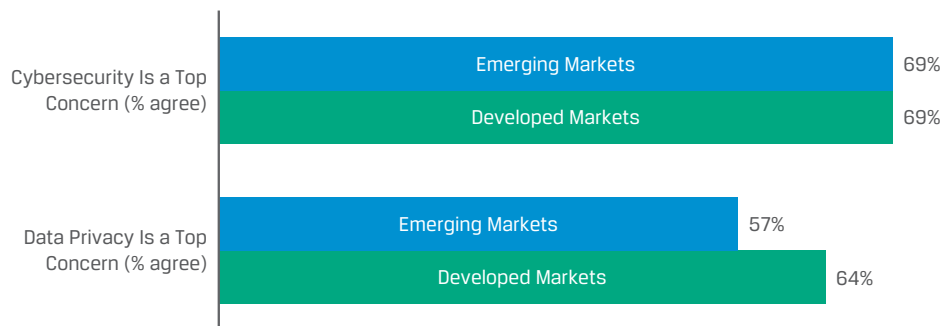 Emerging Markets
69%
Cybersecurity Is a Top
Concern (% agree)
Developed Markets
69%
Emerging Markets
57%
Data Privacy Is a Top
Concern (% agree)
Developed Markets
64%